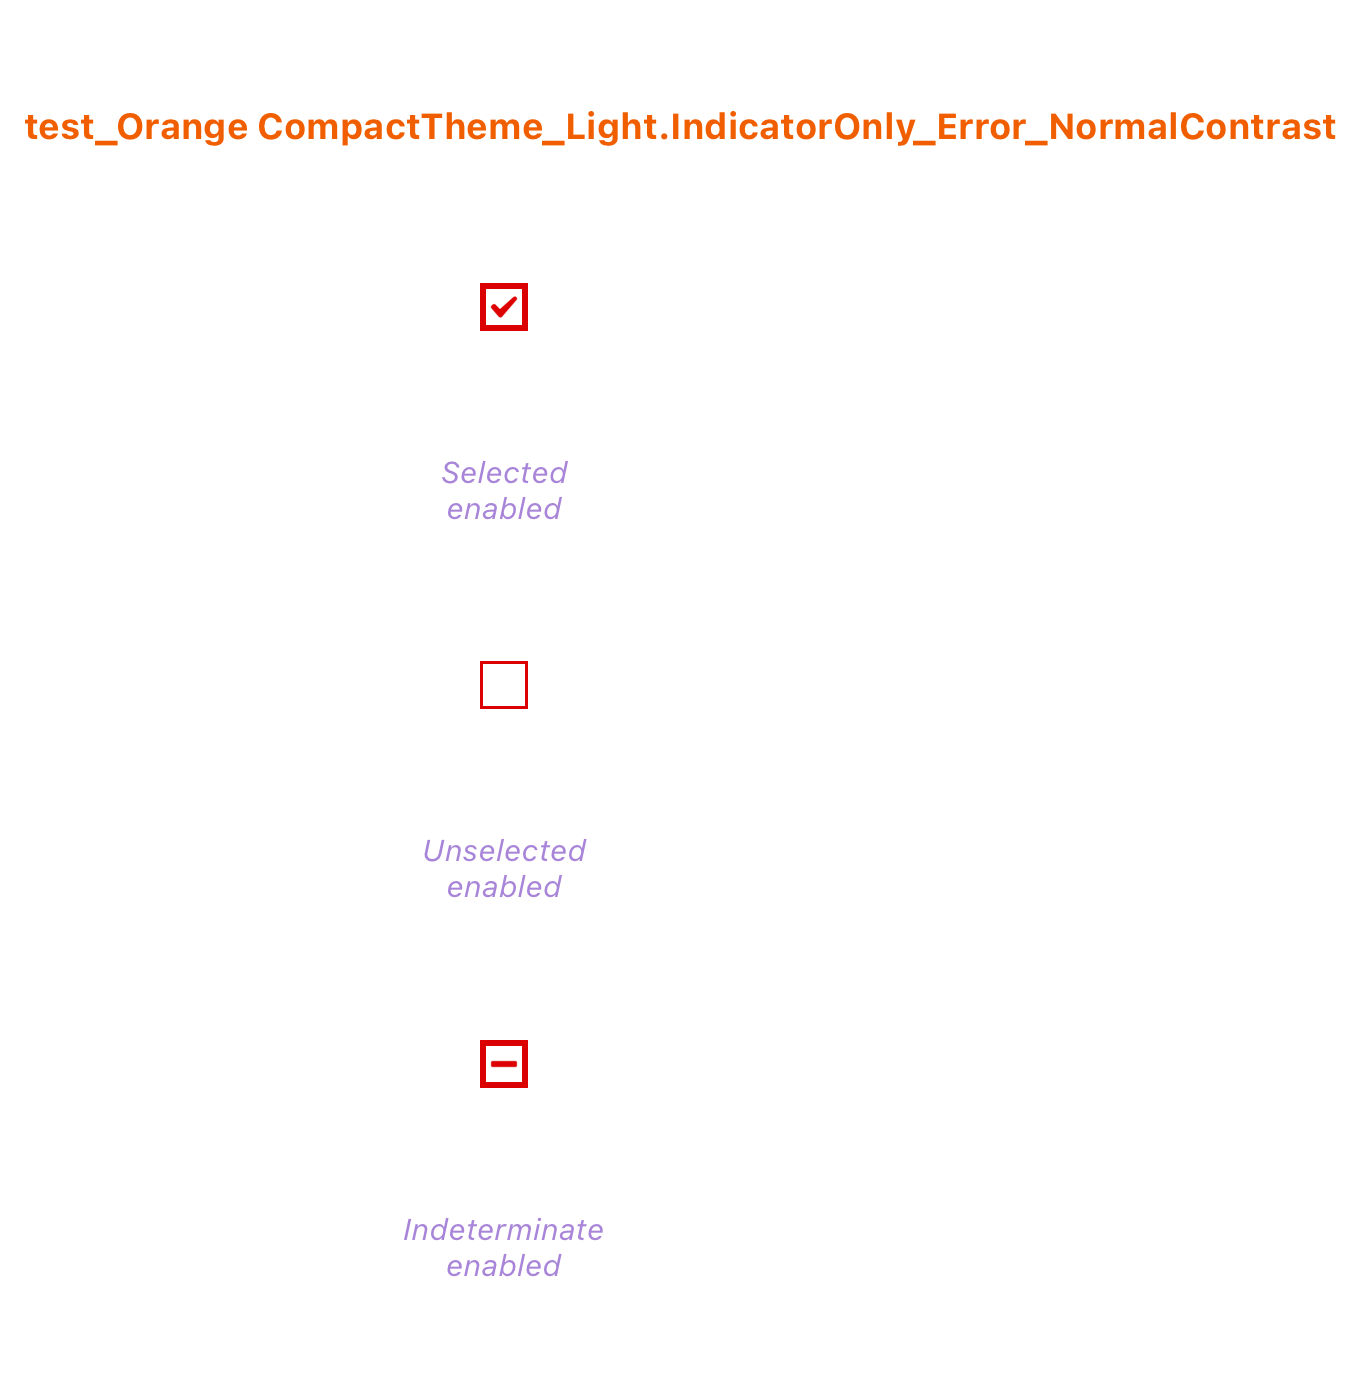 test_Orange CompactTheme_Light.IndicatorOnly_Error_NormalContrast
Selected
enabled
Unselected
enabled
Indeterminate
enabled